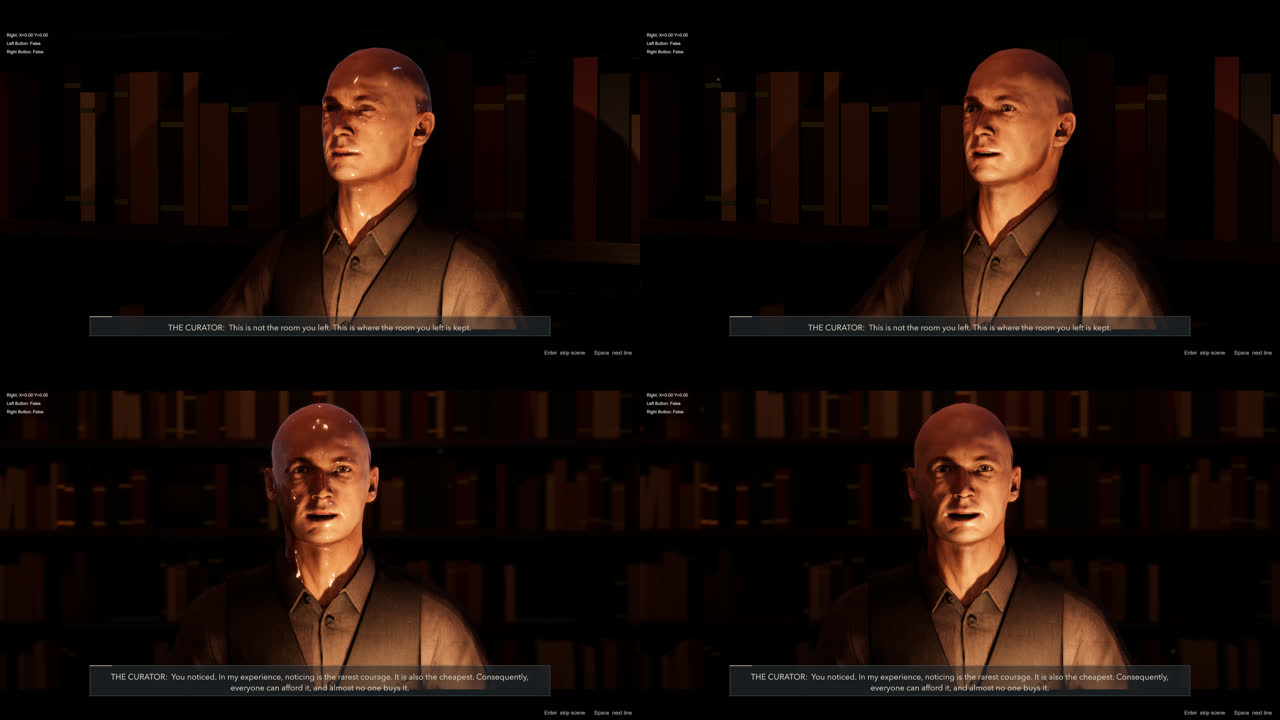 Right: X=0.00 Y=0.00
Left Button: False
Right Button: False
THE CURATOR: This is not the room you left. This is where the room you left is kept.
Enter skip scene Space next line
Right: X=0.00 Y=0.00
Left Button: False
Right Button: False
THE CURATOR: This is not the room you left. This is where the room you left is kept.
Enter skip scene Space next line
Right: X=0.00 Y=0.00
Left Button: False
Right Button: False
THE CURATOR: You noticed. In my experience, noticing is the rarest courage. It is also the cheapest. Consequently,
everyone can afford it, and almost no one buys it.
Enter skip scene Space next line
Right: X=0.00 Y=0.00
Left Button: False
Right Button: False
THE CURATOR: You noticed. In my experience, noticing is the rarest courage. It is also the cheapest. Consequently,
everyone can afford it, and almost no one buys it.
Enter skip scene Space next line